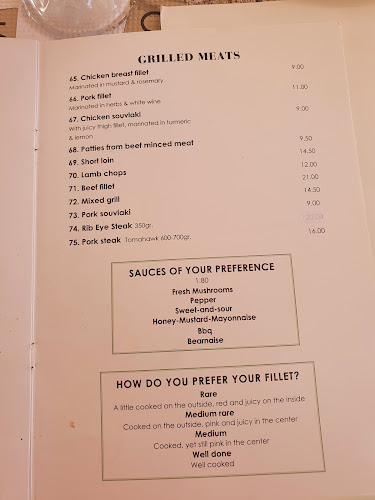 GRILLED MEATS
65. Chicken breast fillet 9.00
Marinated in mustard & rosemary
66. Pork fillet 11.00
Marinated in herbs & white wine
67. Chicken souvlaki 9.00
With juicy thigh fillet, marinated in turmeric
& lemon
68. Patties from beef minced meat 9.50
69. Short loin 14.50
70. Lamb chops 12.00
71. Beef fillet 21.00
72. Mixed grill 14.50
73. Pork souvlaki 9.00
74. Rib Eye Steak 350gr.
75. Pork steak Tomahawk 600-700gr. 16.00
SAUCES OF YOUR PREFERENCE
1.80
Fresh Mushrooms
Pepper
Sweet-and-sour
Honey-Mustard-Mayonnaise
Bbq
Bearnaise
HOW DO YOU PREFER YOUR FILLET?
Rare
A little cooked on the outside, red and juicy on the inside
Medium rare
Cooked on the outside, pink and juicy in the center
Medium
Cooked, yet still pink in the center
Well done
Well cooked